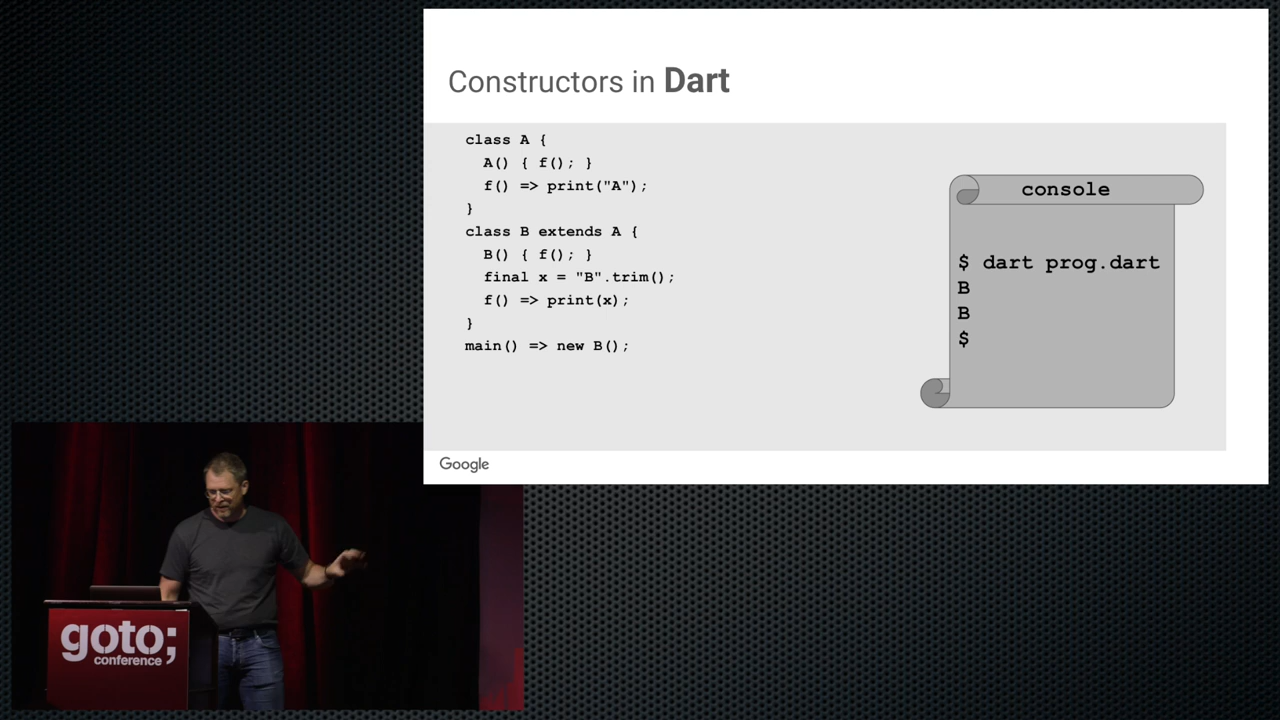 Constructors in Dart
class A {
A() { f(); }
f() => print("A");
}
class B extends A {
B() { f(); }
final x = "B".trim();
f() => print(x);
}
main() => new B();
console
$ dart prog.dart
B
B
$
Google
goto;
conference